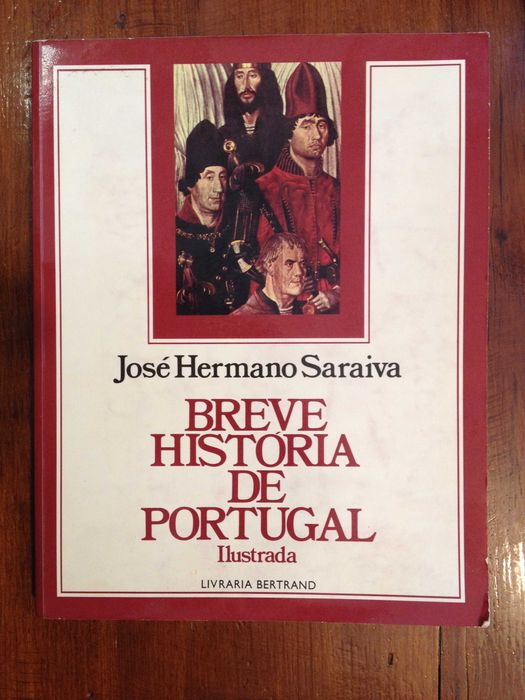 José Hermano Saraiva
BREVE
HISTÓRIA
DE
PORTUGAL
Ilustrada
LIVRARIA BERTRAND